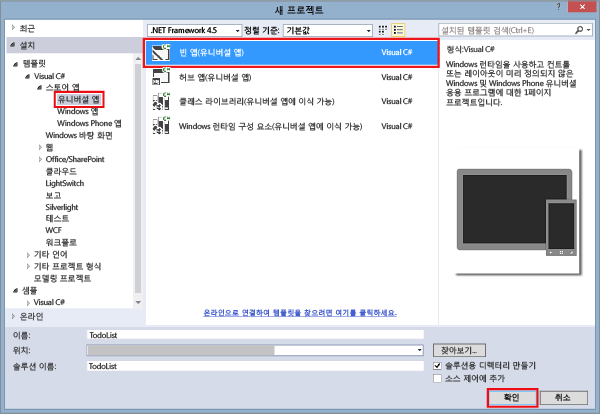 새 프로젝트
?
최근
설치
템플릿
Visual C#
스토어 앱
유니버설 앱
Windows 앱
Windows Phone 앱
Windows 바탕 화면
웹
Office/SharePoint
클라우드
LightSwitch
보고
Silverlight
테스트
WCF
워크플로
기타 언어
기타 프로젝트 형식
모델링 프로젝트
샘플
Visual C#
온라인
.NET Framework 4.5 정렬 기준: 기본값
빈 앱(유니버설 앱) Visual C#
허브 앱(유니버설 앱) Visual C#
클래스 라이브러리(유니버설 앱에 이식 가능) Visual C#
Windows 런타임 구성 요소(유니버설 앱에 이식 가능) Visual C#
온라인으로 연결하여 템플릿을 찾으려면 여기를 클릭하세요.
설치된 템플릿 검색(Ctrl+E)
형식:Visual C#
Windows 런타임을 사용하고 컨트롤
또는 레이아웃이 미리 정의되지 않은
Windows 및 Windows Phone 유니버설
응용 프로그램에 대한 1페이지
프로젝트입니다.
이름: TodoList
위치: 찾아보기...
솔루션 이름: TodoList
솔루션용 디렉터리 만들기
소스 제어에 추가
확인 취소